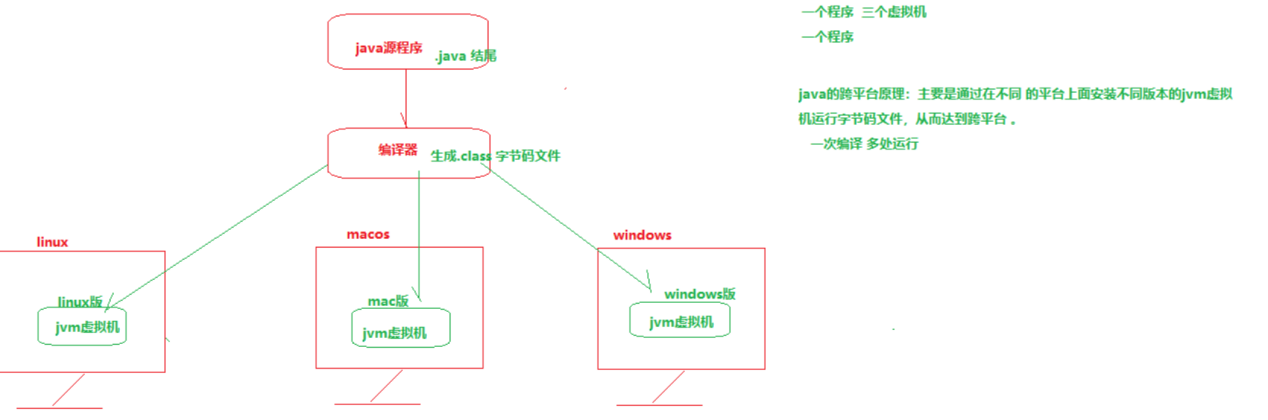 一个程序 三个虚拟机
一个程序
java源程序
.java 结尾
java的跨平台原理：主要是通过在不同 的平台上面安装不同版本的jvm虚拟
机运行字节码文件，从而达到跨平台 。
一次编译 多处运行
编译器
生成.class 字节码文件
linux
macos
windows
linux版
jvm虚拟机
mac版
jvm虚拟机
windows版
jvm虚拟机